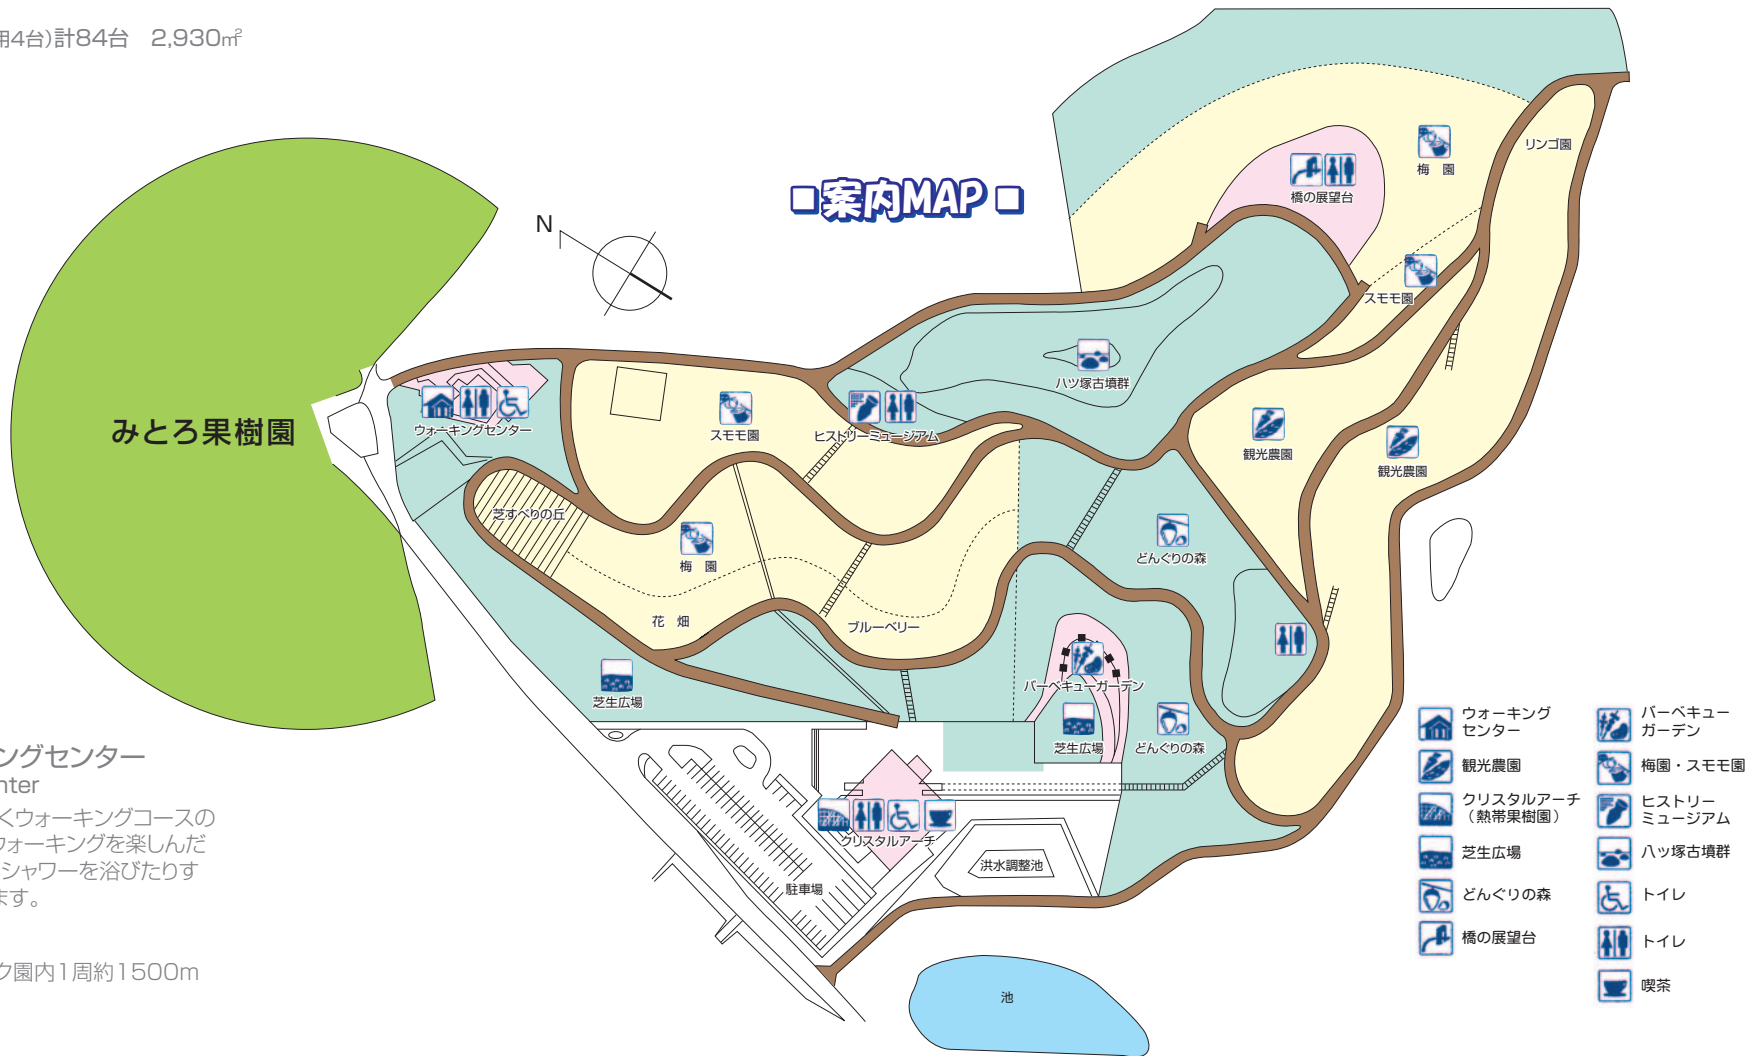 用4台)計84台 2,930㎡
■案内MAP■
N
みとろ果樹園
リンゴ園
梅 園
橋の展望台
スモモ園
八ツ塚古墳群
ウォーキングセンター
スモモ園
ヒストリーミュージアム
観光農園
観光農園
芝すべりの丘
梅 園
どんぐりの森
花 畑
ブルーベリー
芝生広場
バーベキューガーデン
芝生広場
どんぐりの森
クリスタルアーチ
駐車場
洪水調整池
池
ングセンター
nter
くウォーキングコースの
ウォーキングを楽しんだ
シャワーを浴びたりす
ます。
ク園内1周約1500m
ウォーキング
センター
観光農園
クリスタルアーチ
(熱帯果樹園)
芝生広場
どんぐりの森
橋の展望台
バーベキュー
ガーデン
梅園・スモモ園
ヒストリー
ミュージアム
八ッ塚古墳群
トイレ
トイレ
喫茶